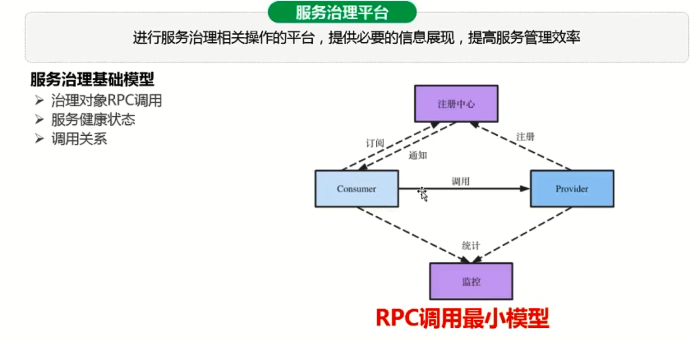 服务治理平台
进行服务治理相关操作的平台，提供必要的信息展现，提高服务管理效率
服务治理基础模型
治理对象RPC调用
服务健康状态
调用关系
注册中心
订阅
通知
注册
Consumer
调用
Provider
统计
监控
RPC调用最小模型